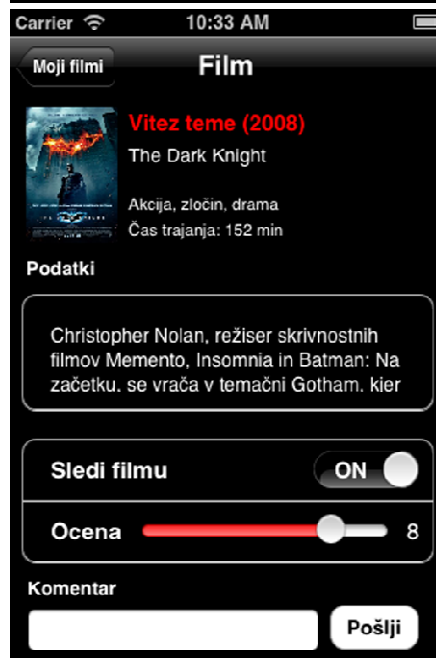 Carrier 10:33 AM
Moji filmi Film
Vitez teme (2008)
The Dark Knight
Akcija, zločin, drama
Čas trajanja: 152 min
Podatki
Christopher Nolan, režiser skrivnostnih
filmov Memento, Insomnia in Batman: Na
začetku. se vrača v temačni Gotham. kjer
Sledi filmu ON
Ocena 8
Komentar
Pošlji